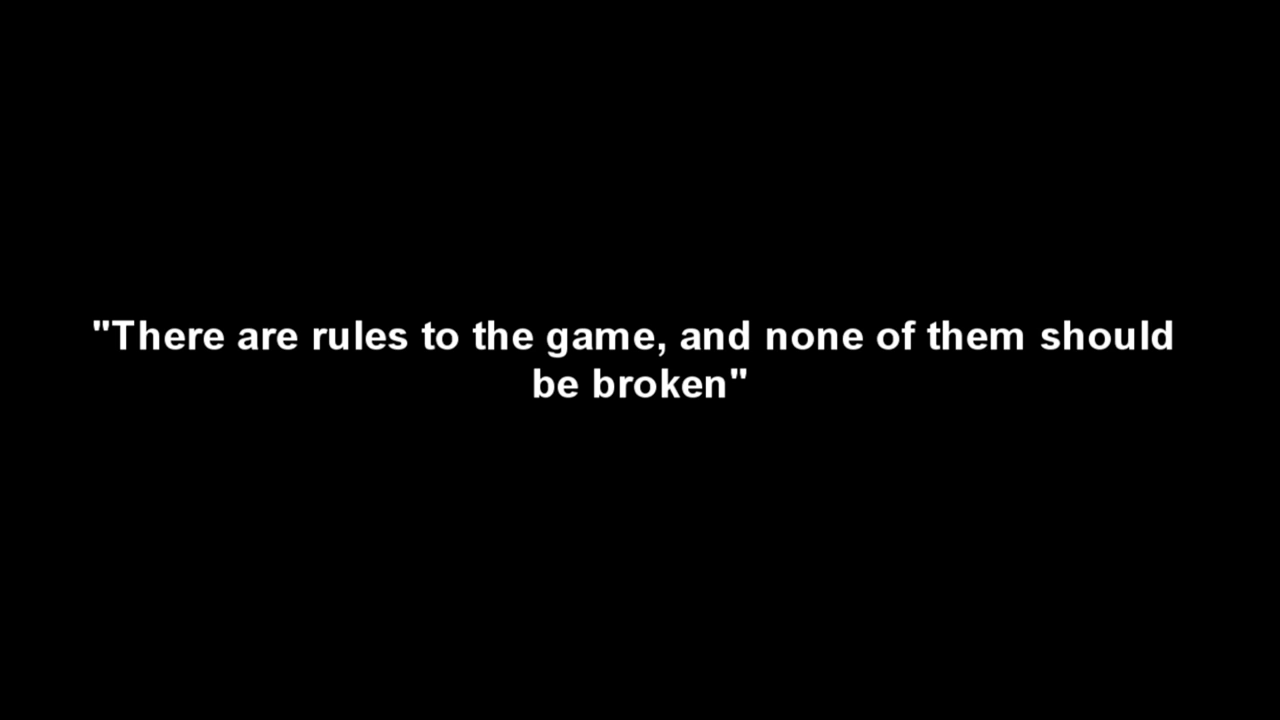 "There are rules to the game, and none of them should
be broken"